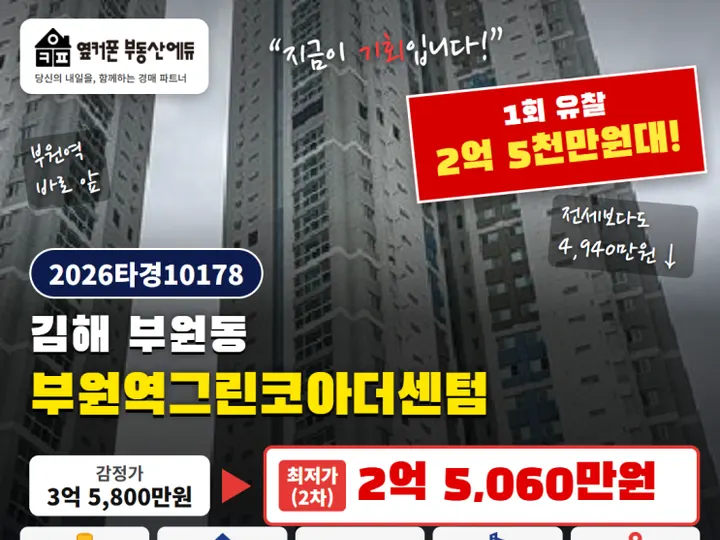 옆커폰 부동산에듀
당신의 내일을, 함께하는 경매 파트너
"지금이 기회입니다!"
1회 유찰
2억 5천만원대!
부원역
바로 앞
전세보다도
4,940만원↓
2026타경10178
김해 부원동
부원역그린코아더센텀
감정가
3억 5,800만원
최저가
(2차)
2억 5,060만원